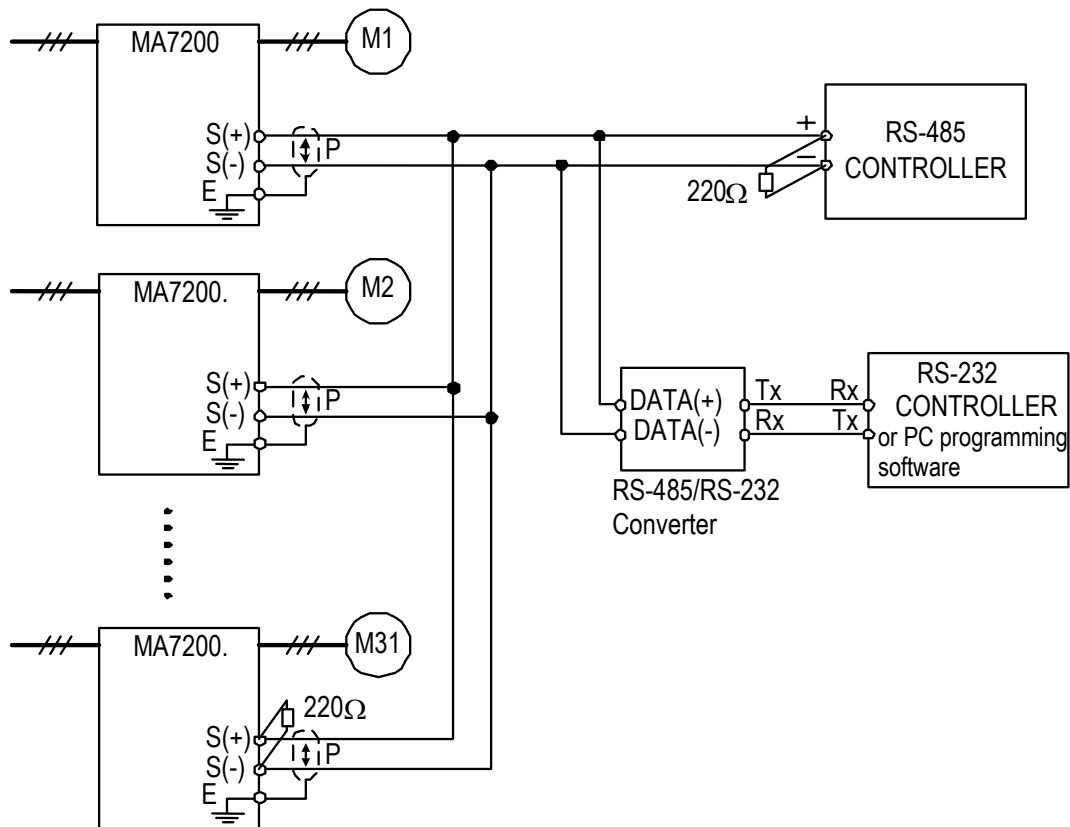 MA7200
M1
S(+)
S(-)
E
P
+
−
220Ω
RS-485
CONTROLLER
MA7200.
M2
S(+)
S(-)
E
P
DATA(+)
DATA(-)
Tx
Rx
Rx
Tx
RS-232
CONTROLLER
or PC programming
software
RS-485/RS-232
Converter
MA7200.
M31
220Ω
S(+)
S(-)
E
P